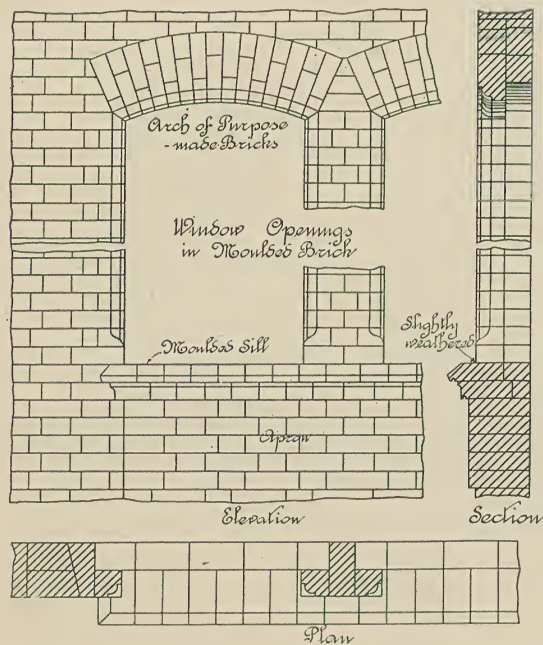 Arch of Purpose
-made Bricks
Window Openings
in Moulded Brick
Slightly
weathered
Moulded Sill
Apron
Elevation
Section
Plan